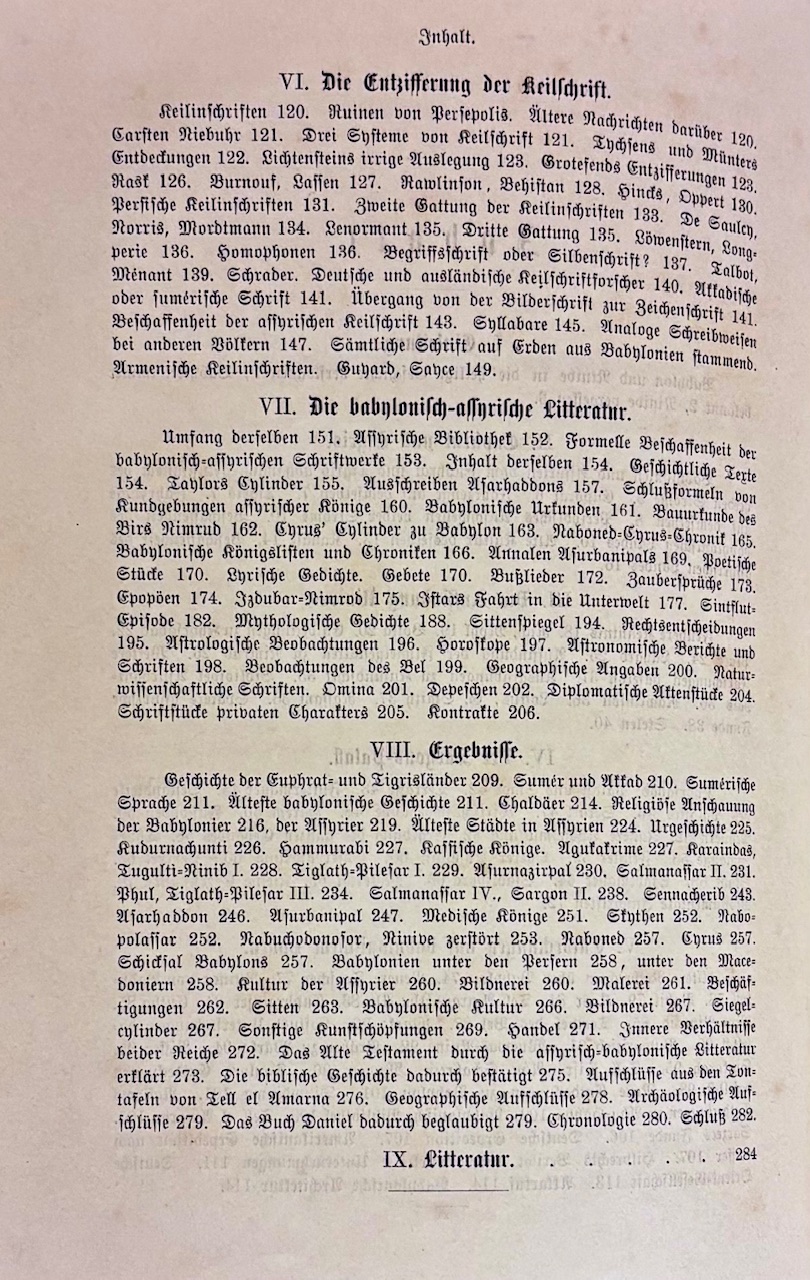 Inhalt.
VI. Die Entzifferung der Keilschrift.
Keilinschriften 120. Ruinen von Persepolis. Ältere Nachrichten darüber 120.
Carsten Niebuhr 121. Drei Systeme von Keilschrift 121. Tychsens und Münters
Entdeckungen 122. Lichtensteins irrige Auslegung 123. Grotefends Entzifferungen 123.
Rask 126. Burnouf, Lassen 127. Rawlinson, Behistan 128. Hincks, Oppert 130.
Persische Keilinschriften 131. Zweite Gattung der Keilinschriften 133. De Saulcy,
Norris, Mordtmann 134. Lenormant 135. Dritte Gattung 135. Löwenstern, Long-
perie 136. Homophonen 136. Begriffsschrift oder Silbenschrift? 137. Talbot,
Ménant 139. Schrader. Deutsche und ausländische Keilschriftforscher 140. Akkadische
oder sumérische Schrift 141. Übergang von der Bilderschrift zur Zeichenschrift 141.
Beschaffenheit der assyrischen Keilschrift 143. Syllabare 145. Analoge Schreibweisen
bei anderen Völkern 147. Sämtliche Schrift auf Erden aus Babylonien stammend.
Armenische Keilinschriften. Guyard, Sayce 149.
VII. Die babylonisch-assyrische Litteratur.
Umfang derselben 151. Assyrische Bibliothek 152. Formelle Beschaffenheit der
babylonisch-assyrischen Schriftwerke 153. Inhalt derselben 154. Geschichtliche Texte
154. Taylors Cylinder 155. Ausschreiben Asarhaddons 157. Schlußformeln von
Kundgebungen assyrischer Könige 160. Babylonische Urkunden 161. Bauurkunde des
Birs Nimrud 162. Cyrus' Cylinder zu Babylon 163. Naboned-Cyrus-Chronik 165.
Babylonische Königslisten und Chroniken 166. Annalen Asurbanipals 169. Poetische
Stücke 170. Lyrische Gedichte. Gebete 170. Bußlieder 172. Zaubersprüche 173.
Epopöen 174. Izdubar-Nimrod 175. Istars Fahrt in die Unterwelt 177. Sintflut-
Episode 182. Mythologische Gedichte 188. Sittenspiegel 194. Rechtsentscheidungen
195. Astrologische Beobachtungen 196. Horoskope 197. Astronomische Berichte und
Schriften 198. Beobachtungen des Bel 199. Geographische Angaben 200. Natur-
wissenschaftliche Schriften. Omina 201. Depeschen 202. Diplomatische Aktenstücke 204.
Schriftstücke privaten Charakters 205. Kontrakte 206.
VIII. Ergebnisse.
Geschichte der Euphrat- und Tigrisländer 209. Sumér und Akkad 210. Sumérische
Sprache 211. Älteste babylonische Geschichte 211. Chaldäer 214. Religiöse Anschauung
der Babylonier 216, der Assyrier 219. Älteste Städte in Assyrien 224. Urgeschichte 225.
Kudurnachunti 226. Hammurabi 227. Kassische Könige. Agukakrime 227. Karaindas,
Tugulti-Ninib I. 228. Tiglath-Pilesar I. 229. Asurnazirpal 230. Salmanassar II. 231.
Phul, Tiglath-Pilesar III. 234. Salmanassar IV., Sargon II. 238. Sennacherib 243.
Asarhaddon 246. Asurbanipal 247. Medische Könige 251. Skythen 252. Nabo-
polassar 252. Nabuchodonosor, Ninive zerstört 253. Naboned 257. Cyrus 257.
Schicksal Babylons 257. Babylonien unter den Persern 258, unter den Mace-
doniern 258. Kultur der Assyrier 260. Bildnerei 260. Malerei 261. Beschäf-
tigungen 262. Sitten 263. Babylonische Kultur 266. Bildnerei 267. Siegel-
cylinder 267. Sonstige Kunstschöpfungen 269. Handel 271. Innere Verhältnisse
beider Reiche 272. Das Alte Testament durch die assyrisch-babylonische Litteratur
erklärt 273. Die biblische Geschichte dadurch bestätigt 275. Aufschlüsse aus den Ton-
tafeln von Tell el Amarna 276. Geographische Aufschlüsse 278. Archäologische Auf-
schlüsse 279. Das Buch Daniel dadurch beglaubigt 279. Chronologie 280. Schluß 282.
IX. Litteratur. . . . . . 284